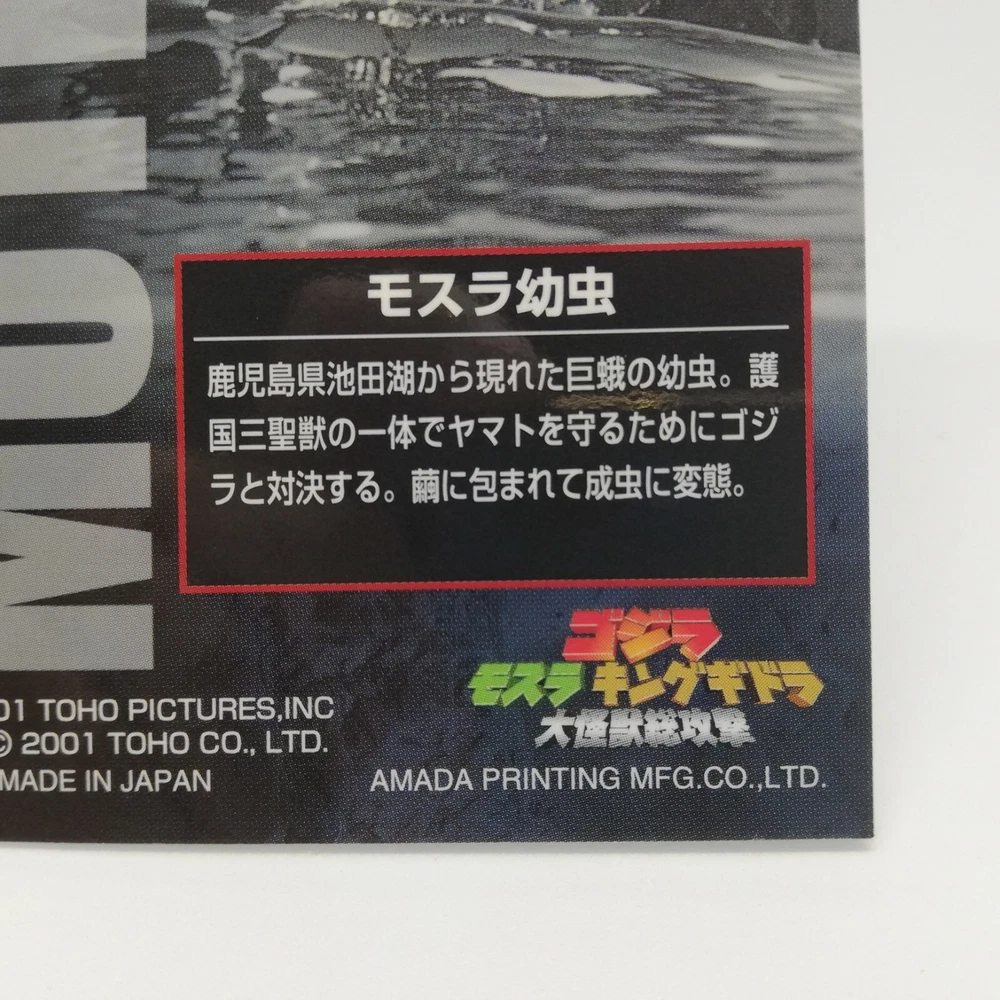 モスラ幼虫
鹿児島県池田湖から現れた巨蛾の幼虫。護
国三聖獣の一体でヤマトを守るためにゴジ
ラと対決する。繭に包まれて成虫に変態。
ゴジラ
モスラ キングギドラ
大怪獣総攻撃
01 TOHO PICTURES,INC
© 2001 TOHO CO., LTD.
MADE IN JAPAN
AMADA PRINTING MFG.CO.,LTD.